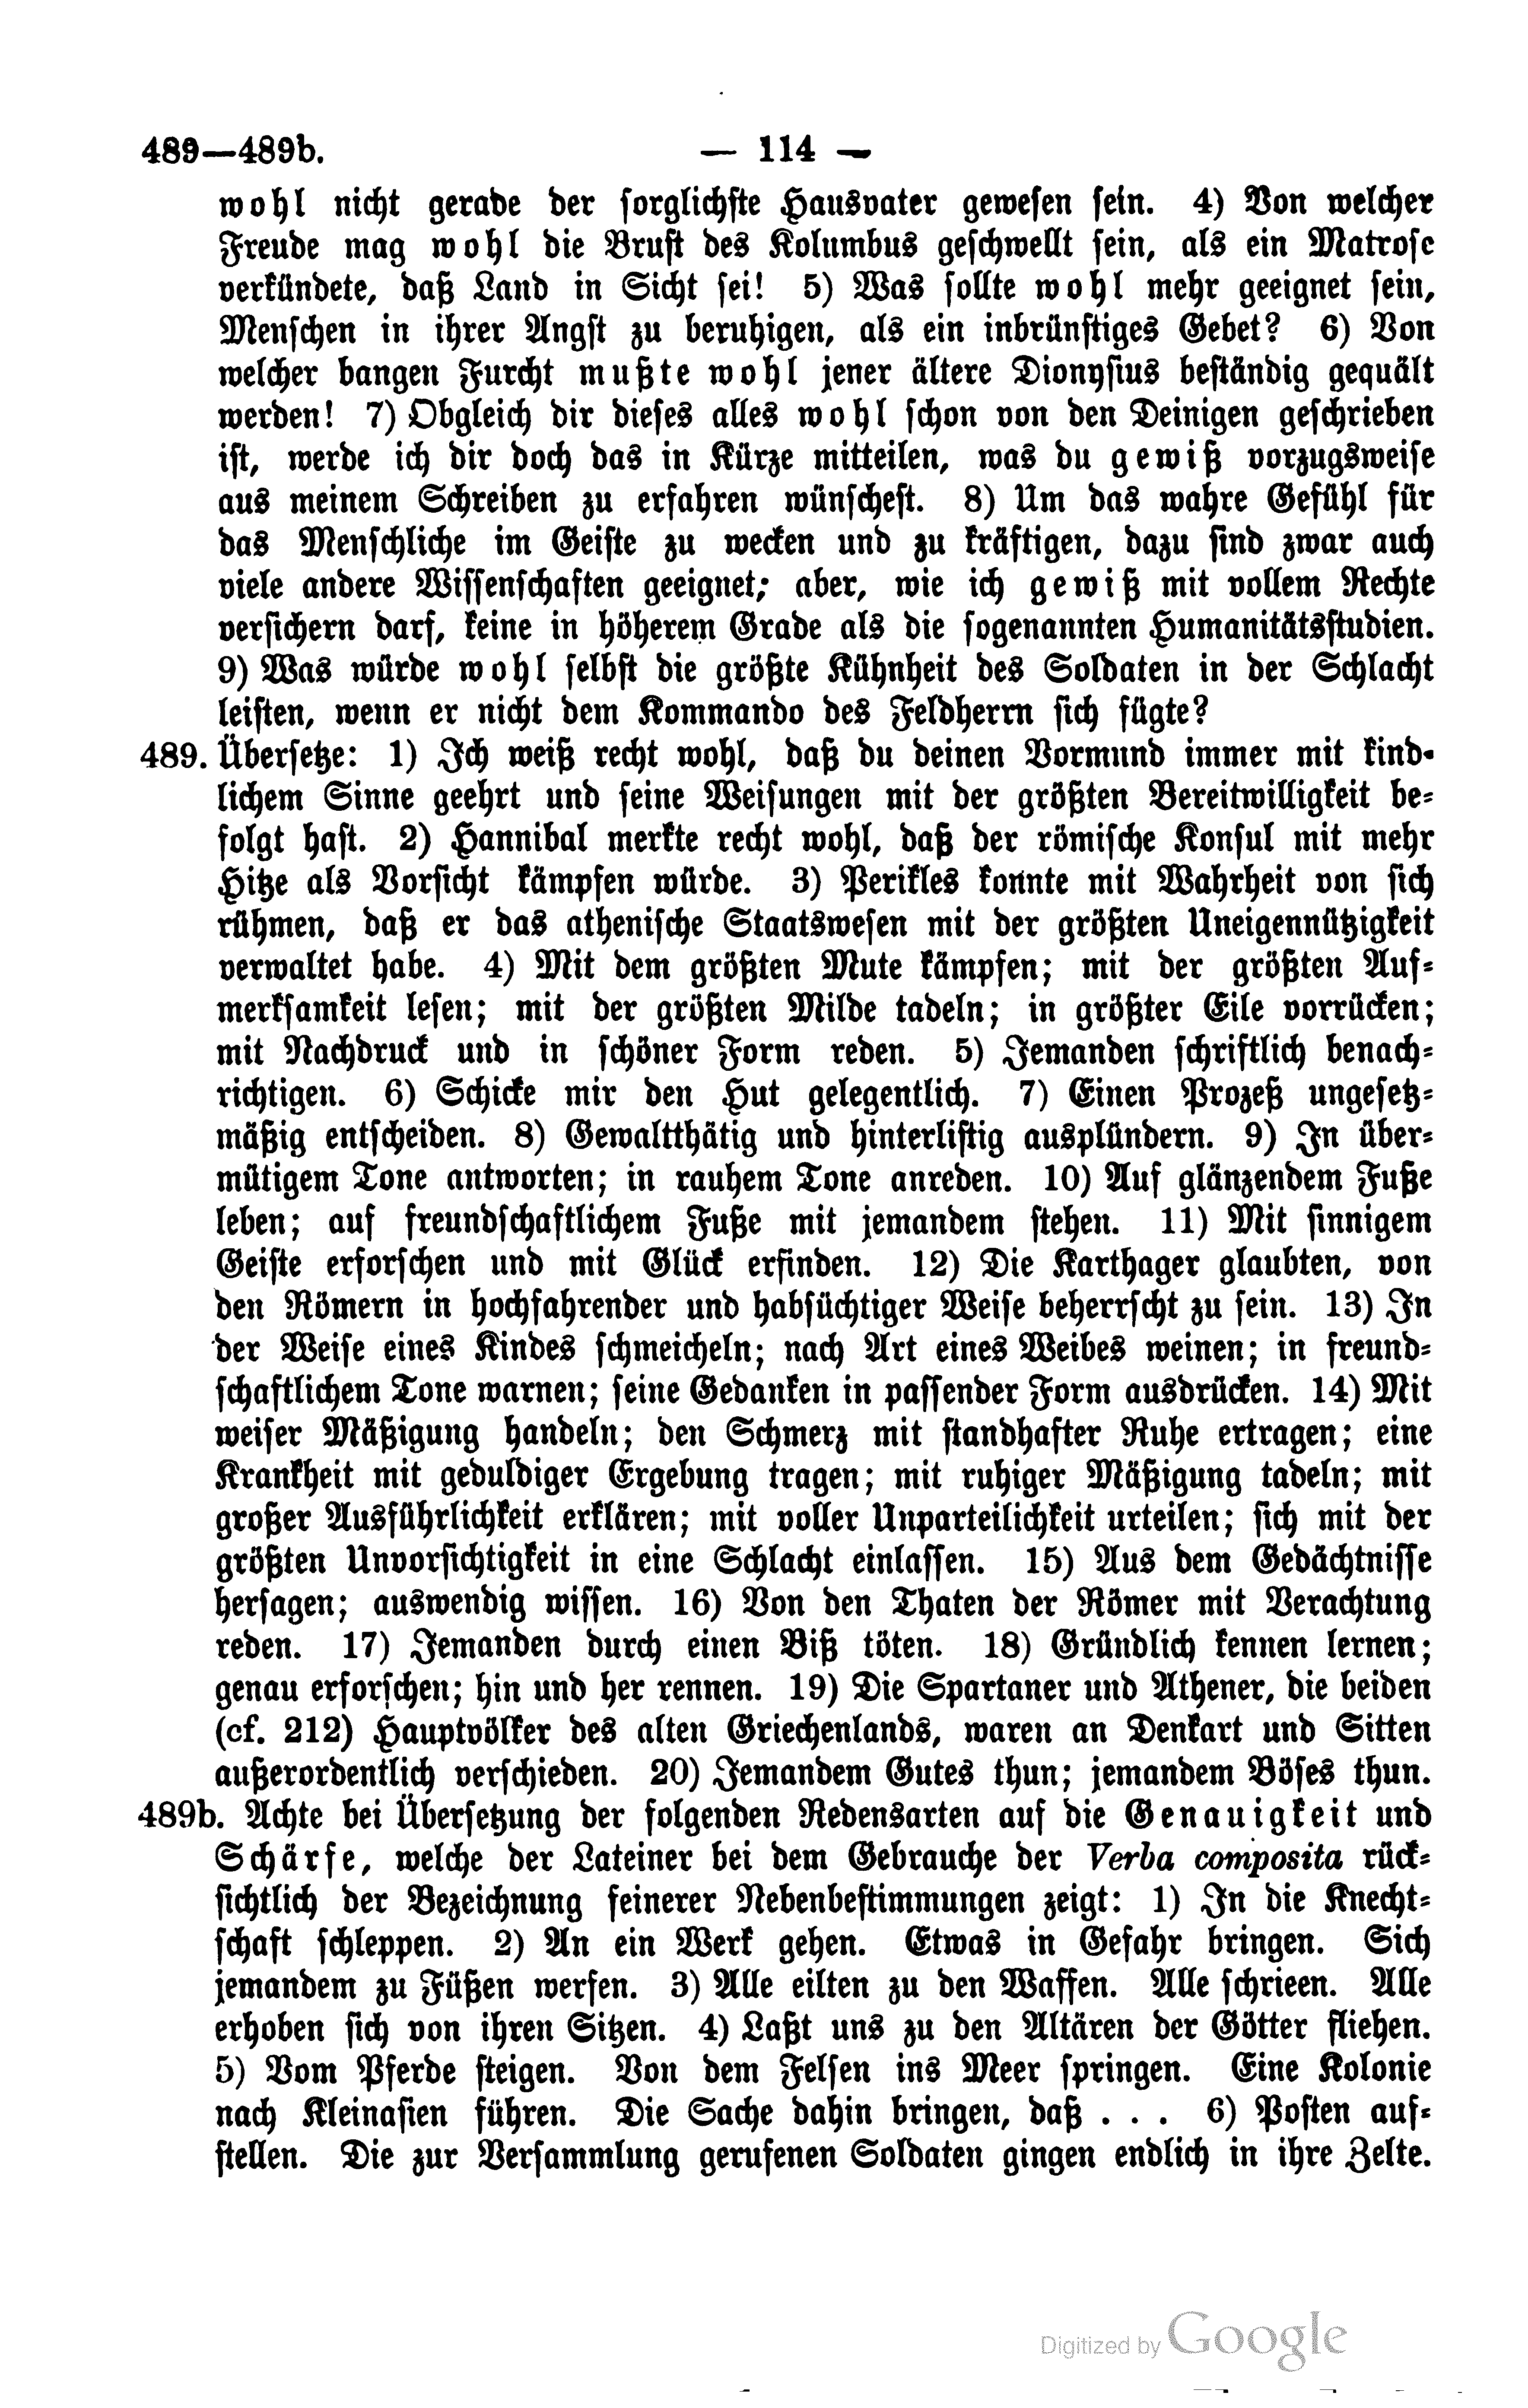 489—489b.
— 114 —
wohl nicht gerade der sorglichste Hausvater gewesen sein. 4) Von welcher
Freude mag wohl die Brust des Kolumbus geschwellt sein, als ein Matrose
verkündete, daß Land in Sicht sei! 5) Was sollte wohl mehr geeignet sein,
Menschen in ihrer Angst zu beruhigen, als ein inbrünstiges Gebet? 6) Von
welcher bangen Furcht mußte wohl jener ältere Dionysius beständig gequält
werden! 7) Obgleich dir dieses alles wohl schon von den Deinigen geschrieben
ist, werde ich dir doch das in Kürze mitteilen, was du gewiß vorzugsweise
aus meinem Schreiben zu erfahren wünschest. 8) Um das wahre Gefühl für
das Menschliche im Geiste zu wecken und zu kräftigen, dazu sind zwar auch
viele andere Wissenschaften geeignet; aber, wie ich gewiß mit vollem Rechte
versichern darf, keine in höherem Grade als die sogenannten Humanitätsstudien.
9) Was würde wohl selbst die größte Kühnheit des Soldaten in der Schlacht
leisten, wenn er nicht dem Kommando des Feldherrn sich fügte?
489. Übersetze: 1) Ich weiß recht wohl, daß du deinen Vormund immer mit kind-
lichem Sinne geehrt und seine Weisungen mit der größten Bereitwilligkeit be-
folgt hast. 2) Hannibal merkte recht wohl, daß der römische Konsul mit mehr
Hitze als Vorsicht kämpfen würde. 3) Perikles konnte mit Wahrheit von sich
rühmen, daß er das athenische Staatswesen mit der größten Uneigennützigkeit
verwaltet habe. 4) Mit dem größten Mute kämpfen; mit der größten Auf-
merksamkeit lesen; mit der größten Milde tadeln; in größter Eile vorrücken;
mit Nachdruck und in schöner Form reden. 5) Jemanden schriftlich benach-
richtigen. 6) Schicke mir den Hut gelegentlich. 7) Einen Prozeß ungesetz-
mäßig entscheiden. 8) Gewaltthätig und hinterlistig ausplündern. 9) In über-
mütigem Tone antworten; in rauhem Tone anreden. 10) Auf glänzendem Fuße
leben; auf freundschaftlichem Fuße mit jemandem stehen. 11) Mit sinnigem
Geiste erforschen und mit Glück erfinden. 12) Die Karthager glaubten, von
den Römern in hochfahrender und habsüchtiger Weise beherrscht zu sein. 13) In
der Weise eines Kindes schmeicheln; nach Art eines Weibes weinen; in freund-
schaftlichem Tone warnen; seine Gedanken in passender Form ausdrücken. 14) Mit
weiser Mäßigung handeln; den Schmerz mit standhafter Ruhe ertragen; eine
Krankheit mit geduldiger Ergebung tragen; mit ruhiger Mäßigung tadeln; mit
großer Ausführlichkeit erklären; mit voller Unparteilichkeit urteilen; sich mit der
größten Unvorsichtigkeit in eine Schlacht einlassen. 15) Aus dem Gedächtnisse
hersagen; auswendig wissen. 16) Von den Thaten der Römer mit Verachtung
reden. 17) Jemanden durch einen Biß töten. 18) Gründlich kennen lernen;
genau erforschen; hin und her rennen. 19) Die Spartaner und Athener, die beiden
(cf. 212) Hauptvölker des alten Griechenlands, waren an Denkart und Sitten
außerordentlich verschieden. 20) Jemandem Gutes thun; jemandem Böses thun.
489b. Achte bei Übersetzung der folgenden Redensarten auf die Genauigkeit und
Schärfe, welche der Lateiner bei dem Gebrauche der Verba composita rück-
sichtlich der Bezeichnung feinerer Nebenbestimmungen zeigt: 1) In die Knecht-
schaft schleppen. 2) An ein Werk gehen. Etwas in Gefahr bringen. Sich
jemandem zu Füßen werfen. 3) Alle eilten zu den Waffen. Alle schrieen. Alle
erhoben sich von ihren Sitzen. 4) Laßt uns zu den Altären der Götter fliehen.
5) Vom Pferde steigen. Von dem Felsen ins Meer springen. Eine Kolonie
nach Kleinasien führen. Die Sache dahin bringen, daß . . . 6) Posten auf-
stellen. Die zur Versammlung gerufenen Soldaten gingen endlich in ihre Zelte.
Digitized by Google